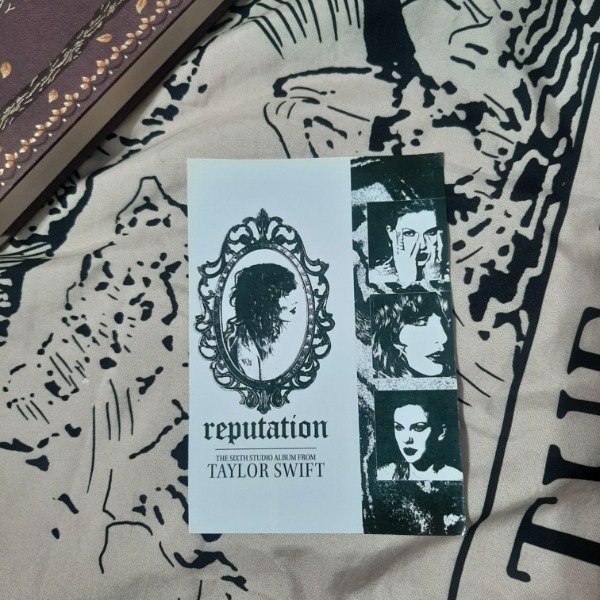 reputation
THE SIXTH STUDIO ALBUM FROM
TAYLOR SWIFT